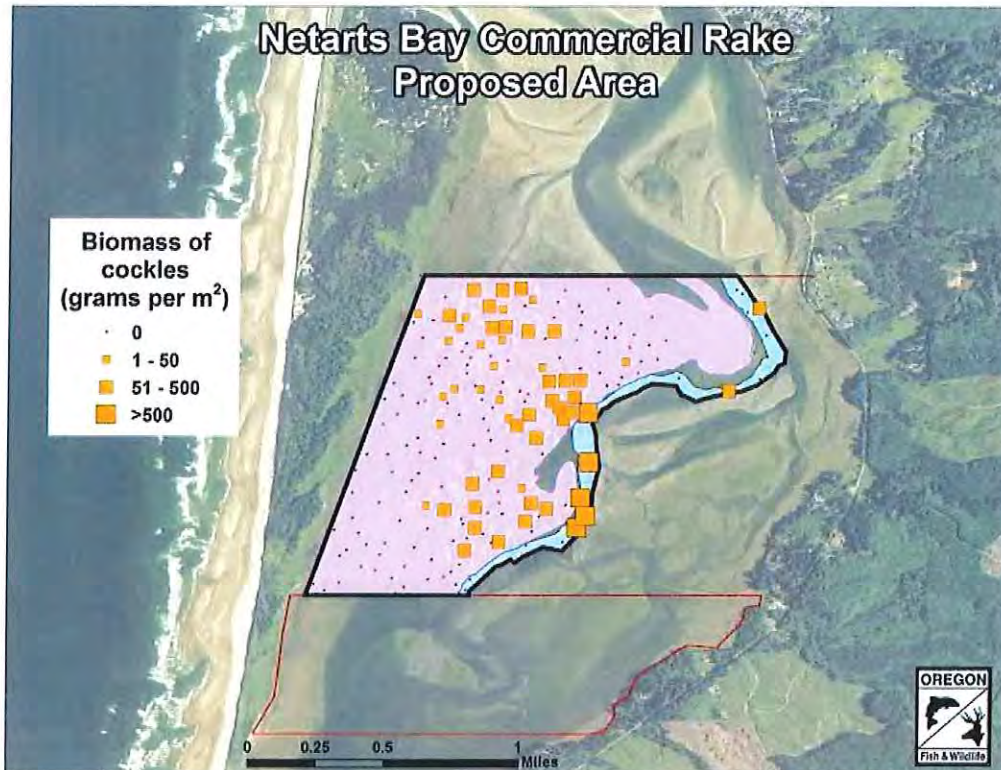 Netarts Bay Commercial Rake
Proposed Area
Biomass of
cockles
(grams per m²)
0
1 - 50
51 - 500
>500
0 0.25 0.5 1
Miles
OREGON
Fish & Wildlife